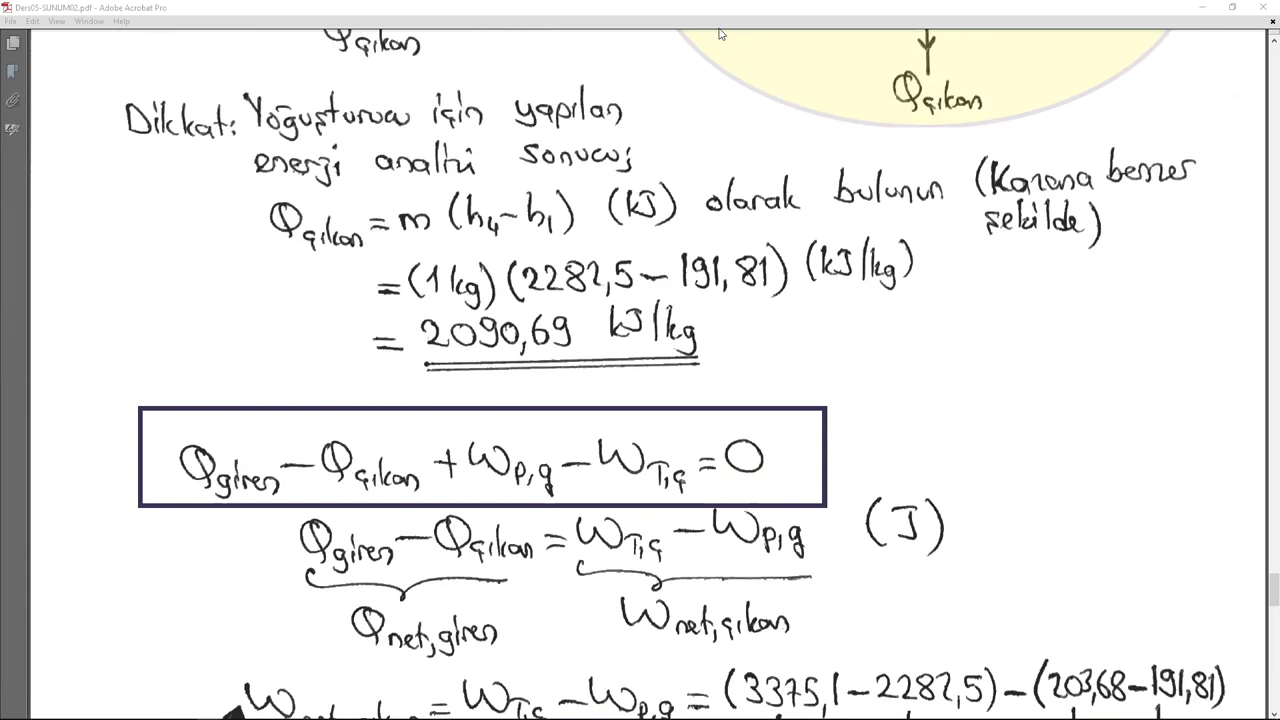 Ders05-SUNUM02.pdf - Adobe Acrobat Pro
File Edit View Window Help
Qçıkan
Qçıkan
Dikkat: Yoğuşturucu için yapılan
enerji analizi sonucu;
Qçıkan = m (h4 - h1) (kJ) olarak bulunur (Kazana benzer
şekilde)
= (1 kg) (2282,5 - 191,81) (kJ/kg)
= 2090,69 kJ/kg
Qgiren - Qçıkan + WP,g - WT,ç = 0
Qgiren - Qçıkan = WT,ç - WP,g (J)
Qnet,giren Wnet,çıkan
= WT,ç - WP,g = (3375,1 - 2282,5) - (203,68 - 191,81)